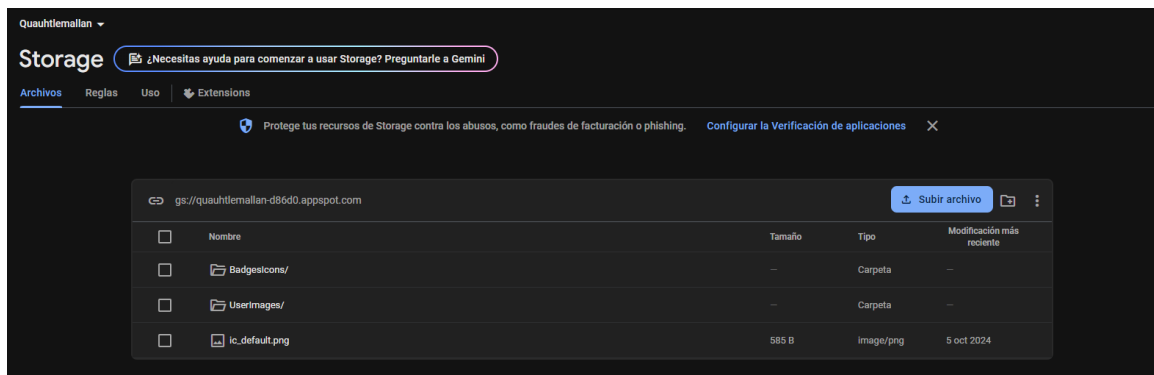 Quauhtlemallan
Storage ¿Necesitas ayuda para comenzar a usar Storage? Preguntarle a Gemini
Archivos Reglas Uso Extensions
Protege tus recursos de Storage contra los abusos, como fraudes de facturación o phishing. Configurar la Verificación de aplicaciones
gs://quauhtlemallan-d86d0.appspot.com Subir archivo
Nombre Tamaño Tipo Modificación más reciente
BadgesIcons/ — Carpeta —
UserImages/ — Carpeta —
ic_default.png 585 B image/png 5 oct 2024